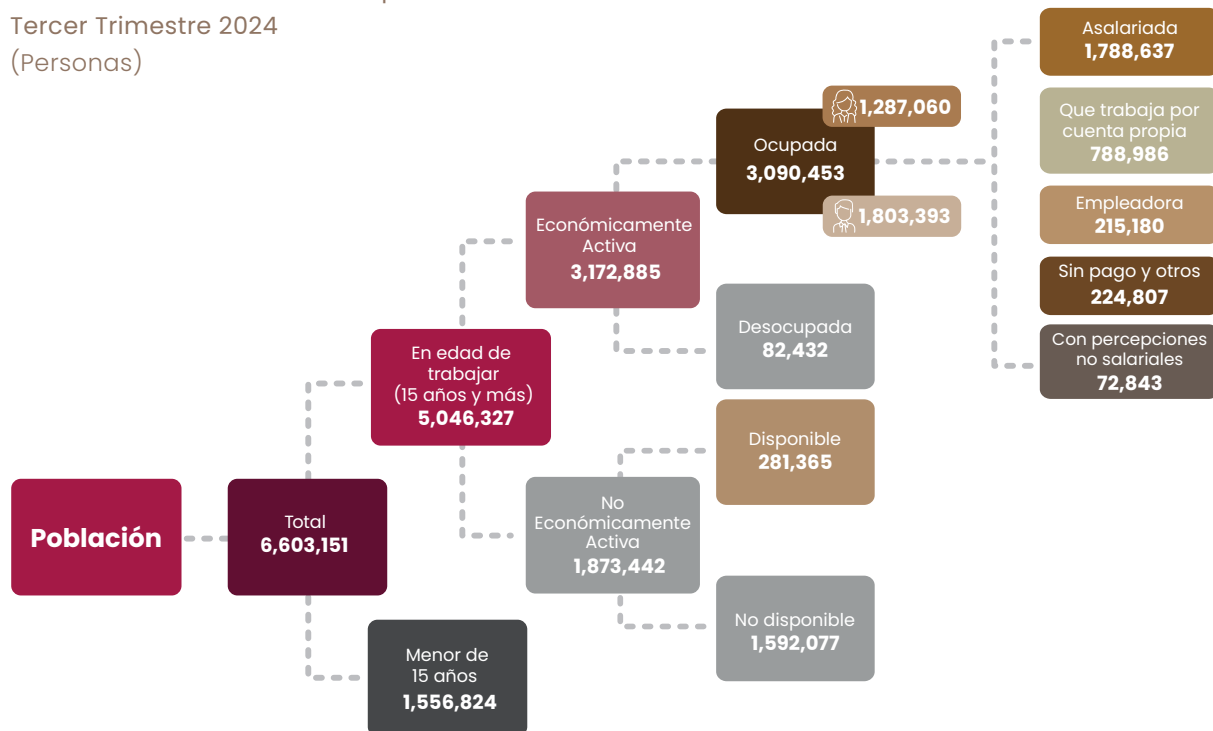 Tercer Trimestre 2024
(Personas)
Población
Total
6,603,151
En edad de
trabajar
(15 años y más)
5,046,327
Menor de
15 años
1,556,824
Económicamente
Activa
3,172,885
No
Económicamente
Activa
1,873,442
Ocupada
3,090,453
1,287,060
1,803,393
Desocupada
82,432
Disponible
281,365
No disponible
1,592,077
Asalariada
1,788,637
Que trabaja por
cuenta propia
788,986
Empleadora
215,180
Sin pago y otros
224,807
Con percepciones
no salariales
72,843